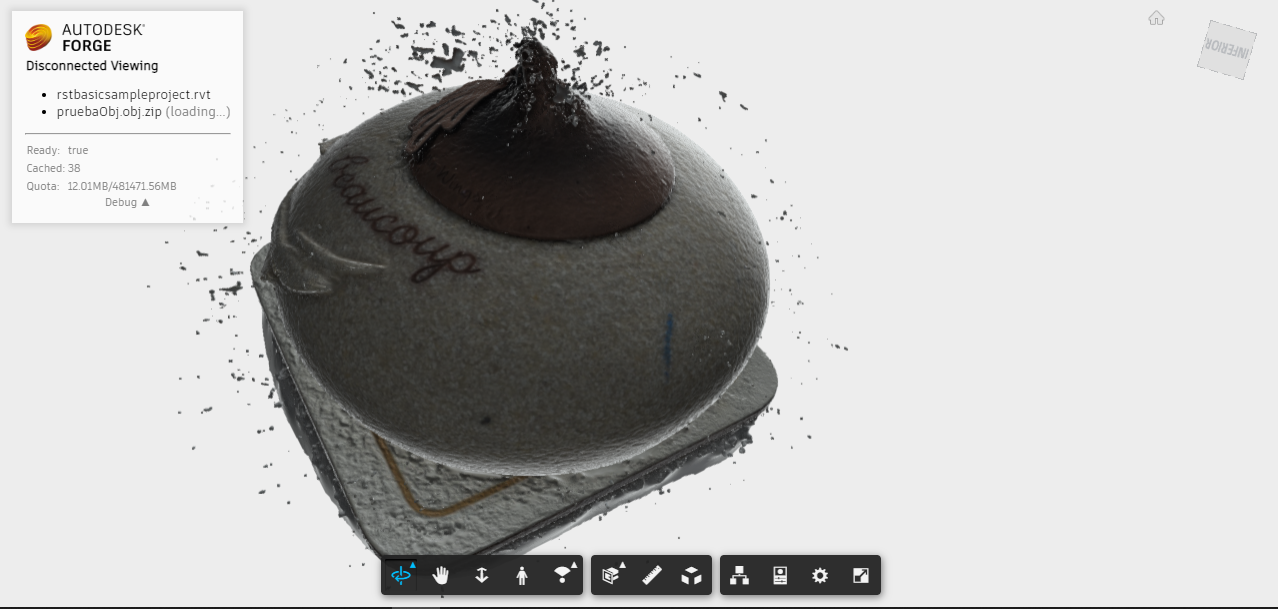 AUTODESK®
FORGE
Disconnected Viewing
rstbasicsampleproject.rvt
pruebaObj.obj.zip (loading...)
Ready: true
Cached: 38
Quota: 12.01MB/481471.56MB
Debug ▲
Beaucoup
INFERIOR